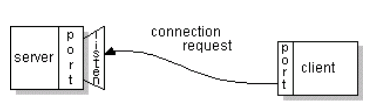 server
port
listen
connection
request
port
client